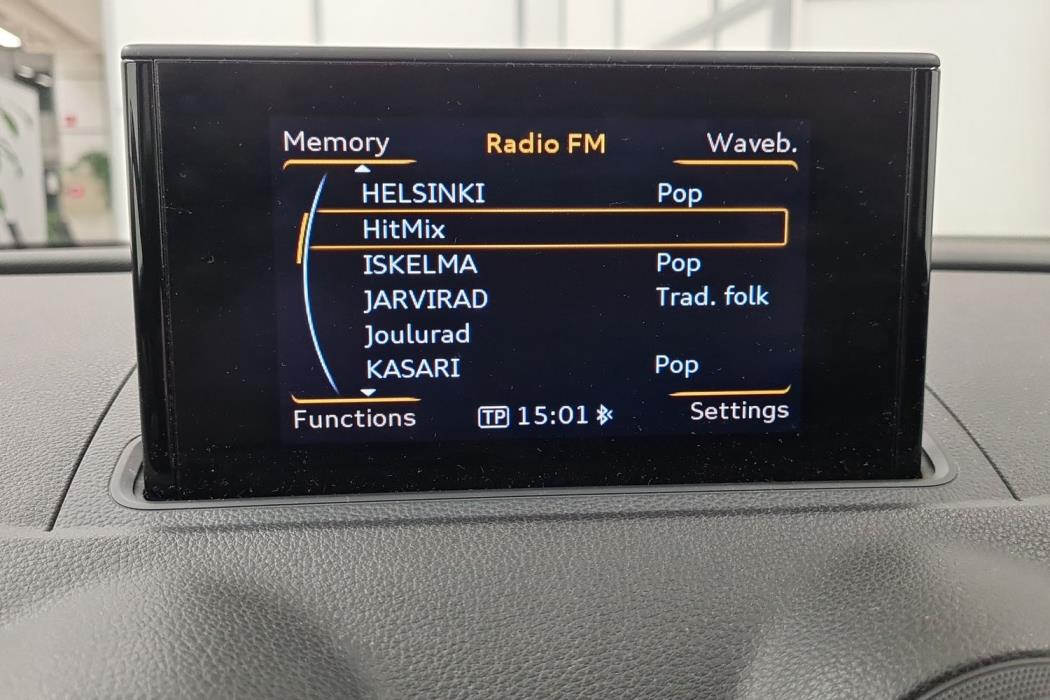 Memory Radio FM Waveb.
HELSINKI Pop
HitMix
ISKELMA Pop
JARVIRAD Trad. folk
Joulurad
KASARI Pop
Functions TP 15:01 Settings